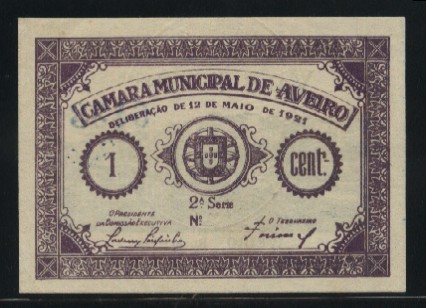 CAMARA MUNICIPAL DE AVEIRO
DELIBERAÇÃO DE 12 DE MAIO DE 1921
1
cent.
2ª Serie
Nº
O PRESIDENTE
DA COMISSÃO EXECUTIVA
O TESOUREIRO